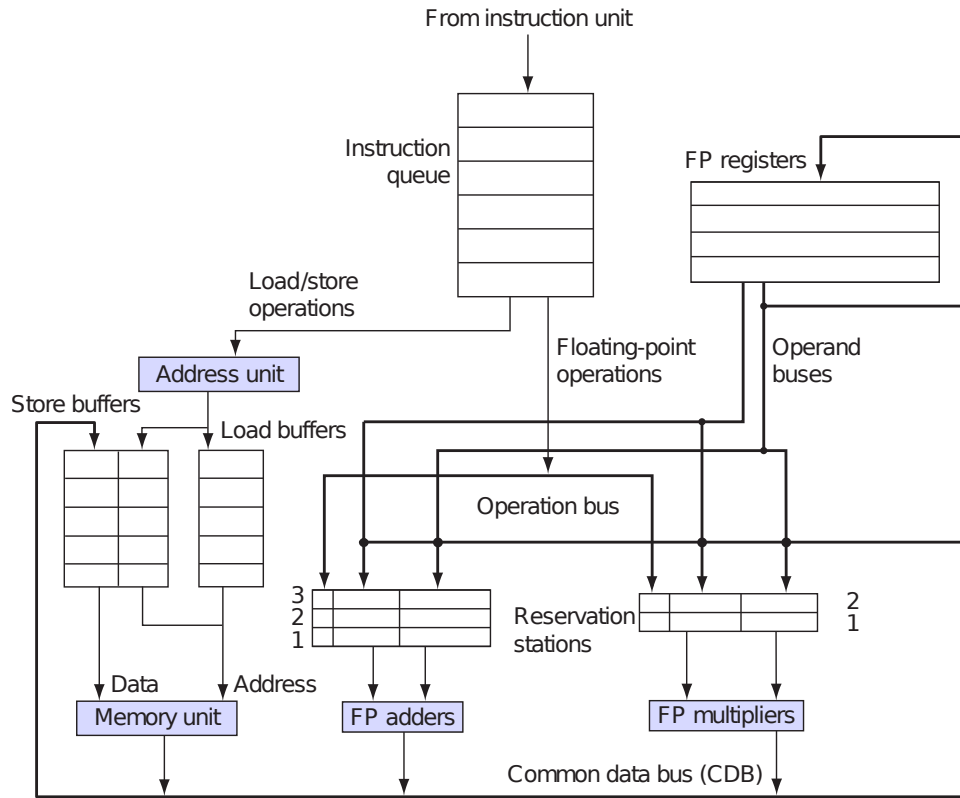 From instruction unit
Instruction
queue
FP registers
Load/store
operations
Floating-point
operations
Operand
buses
Address unit
Store buffers
Load buffers
Operation bus
3
2
1
Reservation
stations
2
1
Data
Address
Memory unit
FP adders
FP multipliers
Common data bus (CDB)